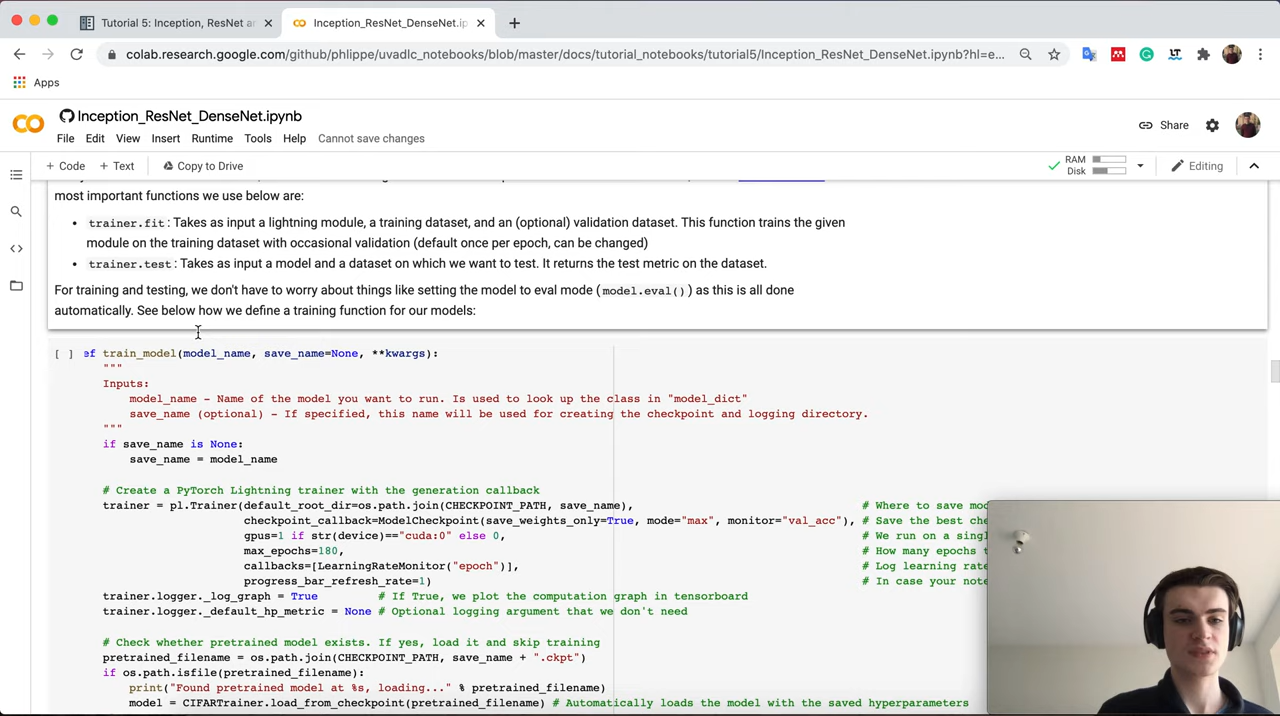 Tutorial 5: Inception, ResNet ar
Inception_ResNet_DenseNet.ip
colab.research.google.com/github/phlippe/uvadlc_notebooks/blob/master/docs/tutorial_notebooks/tutorial5/Inception_ResNet_DenseNet.ipynb?hl=e...
Apps
Inception_ResNet_DenseNet.ipynb
Share
File Edit View Insert Runtime Tools Help Cannot save changes
+ Code + Text Copy to Drive
RAM
Disk
Editing
most important functions we use below are:
• trainer.fit: Takes as input a lightning module, a training dataset, and an (optional) validation dataset. This function trains the given
module on the training dataset with occasional validation (default once per epoch, can be changed)
• trainer.test: Takes as input a model and a dataset on which we want to test. It returns the test metric on the dataset.
For training and testing, we don't have to worry about things like setting the model to eval mode (model.eval()) as this is all done
automatically. See below how we define a training function for our models:
[ ] ef train_model(model_name, save_name=None, **kwargs):
"""
Inputs:
model_name - Name of the model you want to run. Is used to look up the class in "model_dict"
save_name (optional) - If specified, this name will be used for creating the checkpoint and logging directory.
"""
if save_name is None:
save_name = model_name
# Create a PyTorch Lightning trainer with the generation callback
trainer = pl.Trainer(default_root_dir=os.path.join(CHECKPOINT_PATH, save_name), # Where to save mod
checkpoint_callback=ModelCheckpoint(save_weights_only=True, mode="max", monitor="val_acc"), # Save the best che
gpus=1 if str(device)=="cuda:0" else 0, # We run on a singl
max_epochs=180, # How many epochs t
callbacks=[LearningRateMonitor("epoch")], # Log learning rate
progress_bar_refresh_rate=1) # In case your note
trainer.logger._log_graph = True # If True, we plot the computation graph in tensorboard
trainer.logger._default_hp_metric = None # Optional logging argument that we don't need
# Check whether pretrained model exists. If yes, load it and skip training
pretrained_filename = os.path.join(CHECKPOINT_PATH, save_name + ".ckpt")
if os.path.isfile(pretrained_filename):
print("Found pretrained model at %s, loading..." % pretrained_filename)
model = CIFARTrainer.load_from_checkpoint(pretrained_filename) # Automatically loads the model with the saved hyperparameters